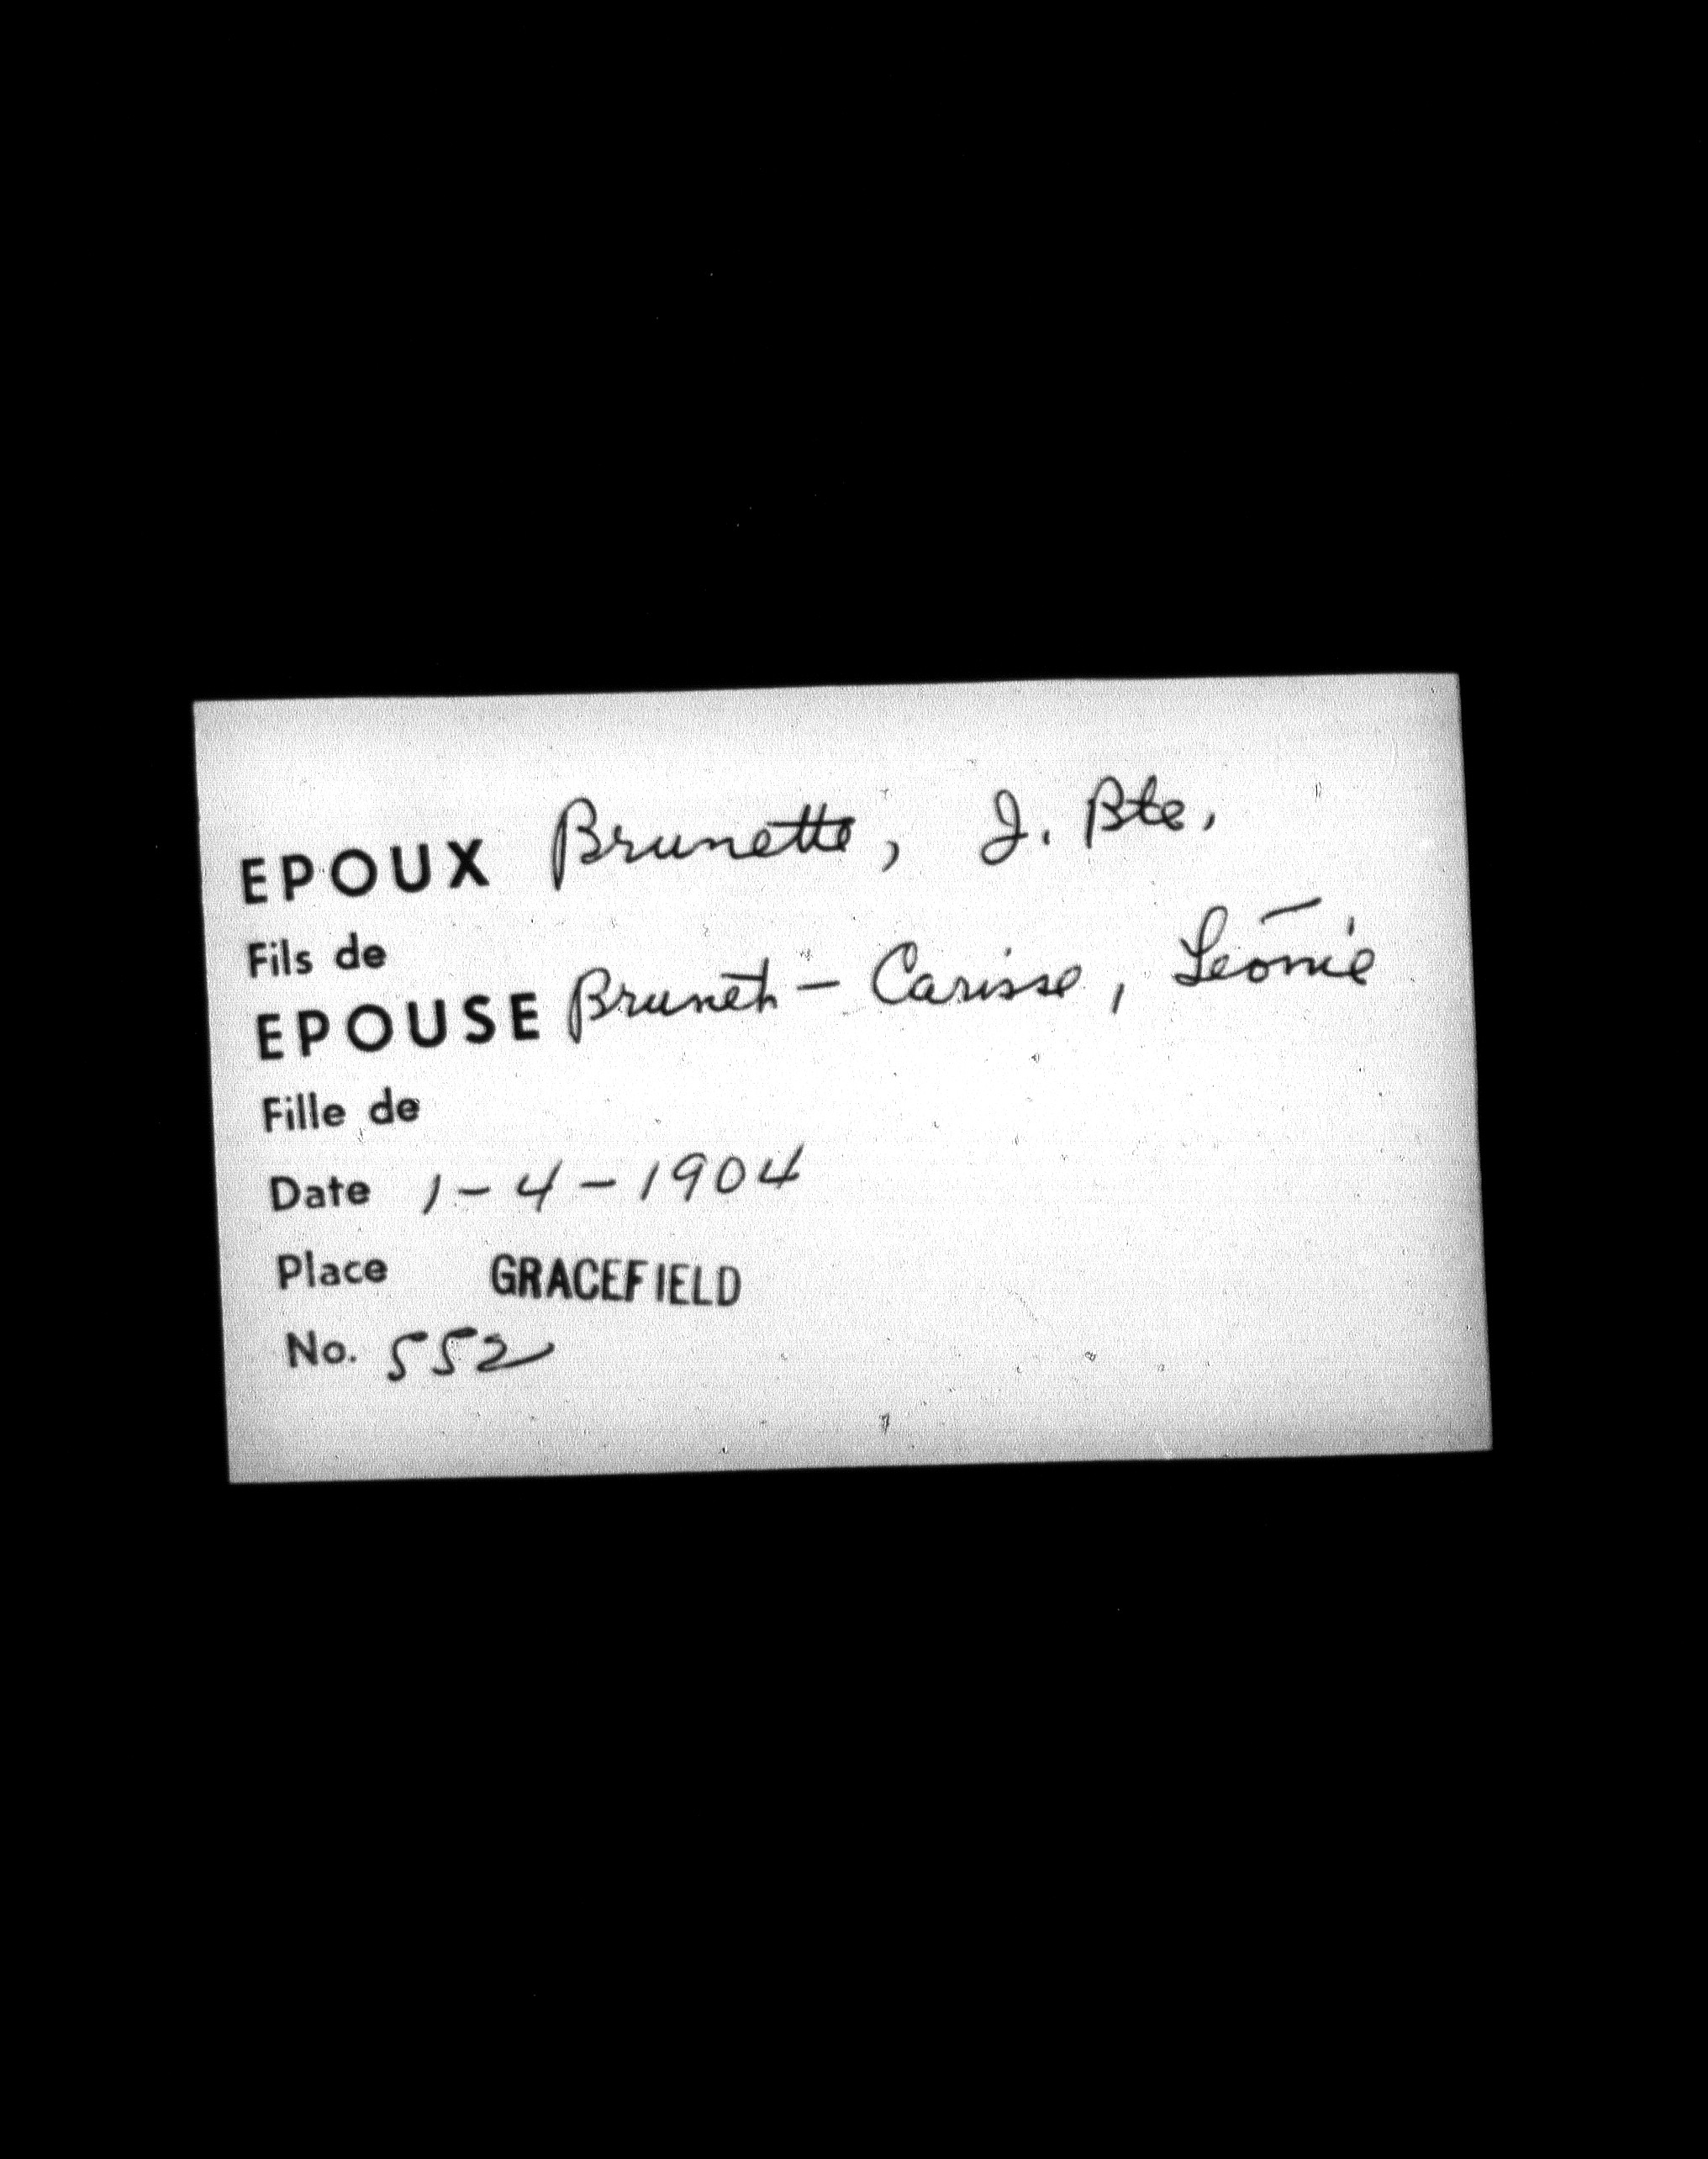 EPOUX Brunette, J. Bte,
Fils de
EPOUSE Brunet - Carisse, Léonie
Fille de
Date 1-4-1904
Place GRACEFIELD
No. 552